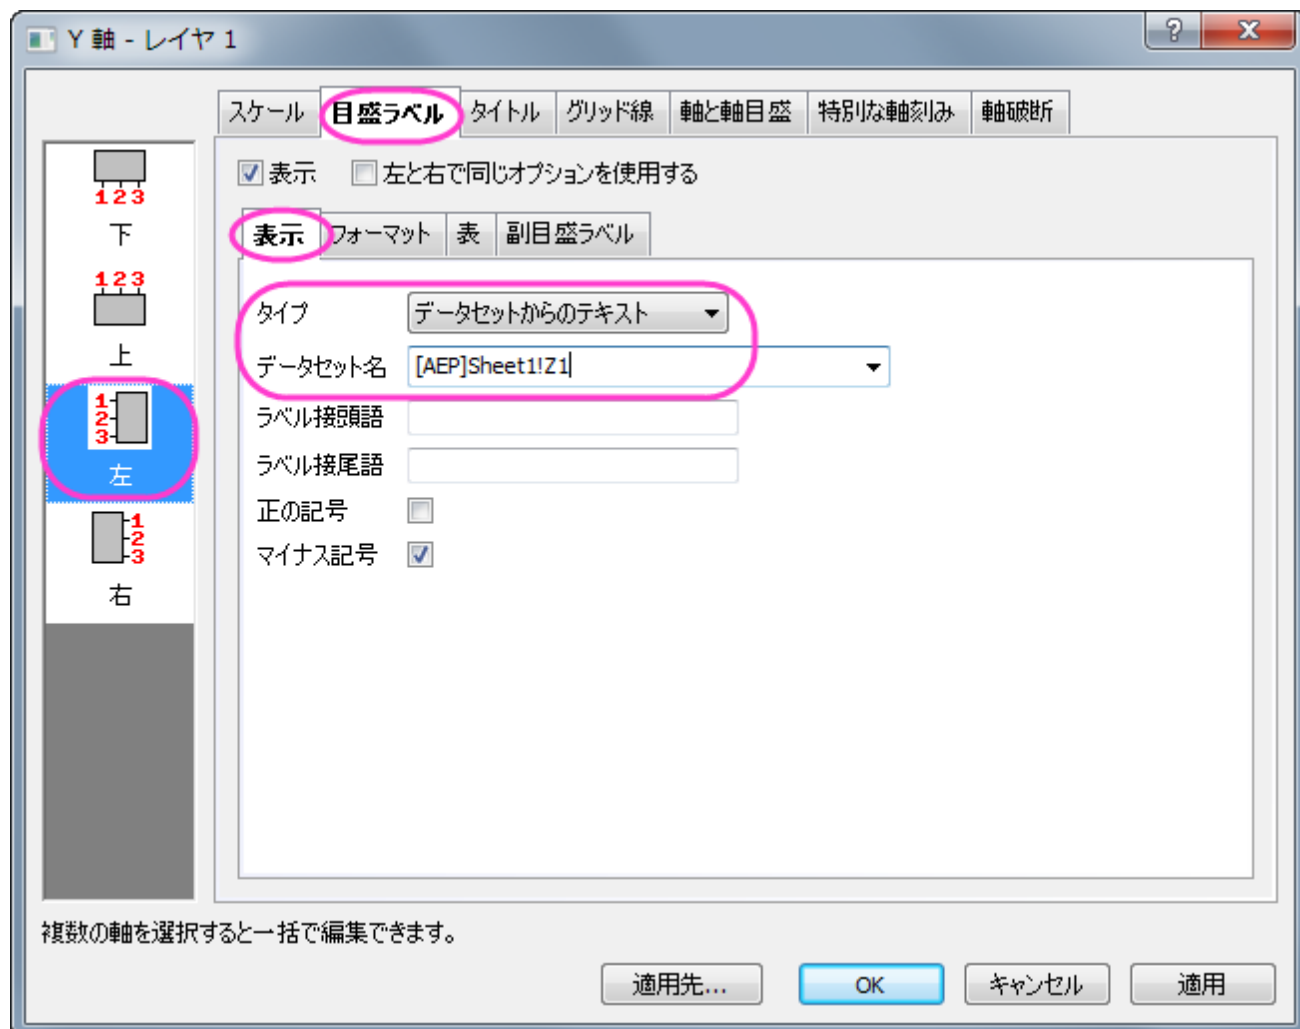 Y 軸 - レイヤ 1
スケール 目盛ラベル タイトル グリッド線 軸と軸目盛 特別な軸刻み 軸破断
表示 左と右で同じオプションを使用する
表示 フォーマット 表 副目盛ラベル
123
下
123
上
1
2
3
左
1
2
3
右
タイプ データセットからのテキスト
データセット名 [AEP]Sheet1!Z1
ラベル接頭語
ラベル接尾語
正の記号
マイナス記号
複数の軸を選択すると一括で編集できます。
適用先... OK キャンセル 適用